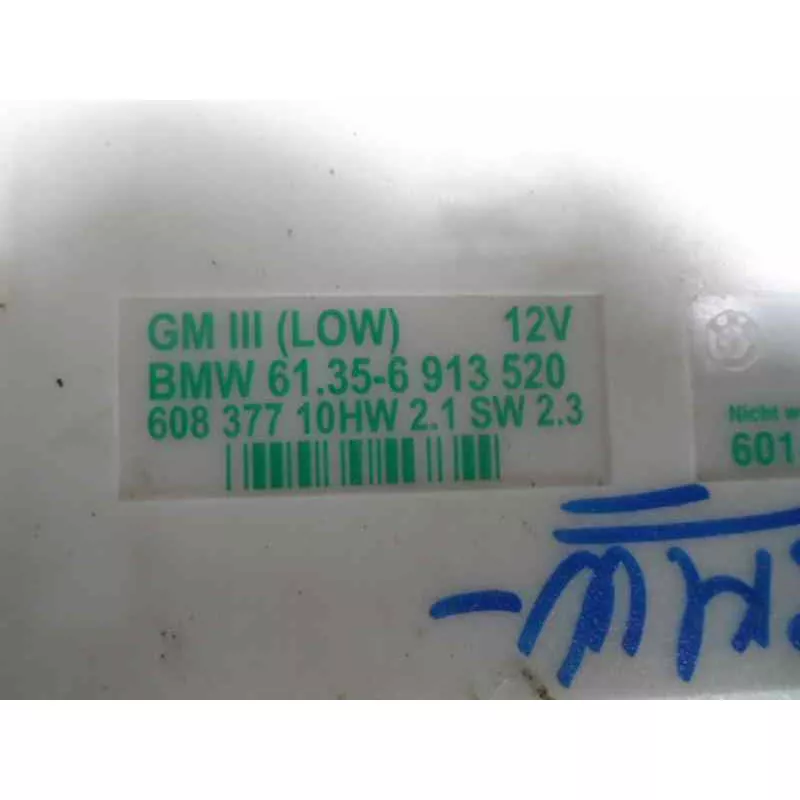 GM III (LOW) 12V
BMW 61.35-6 913 520
608 377 10HW 2.1 SW 2.3
Nicht
601